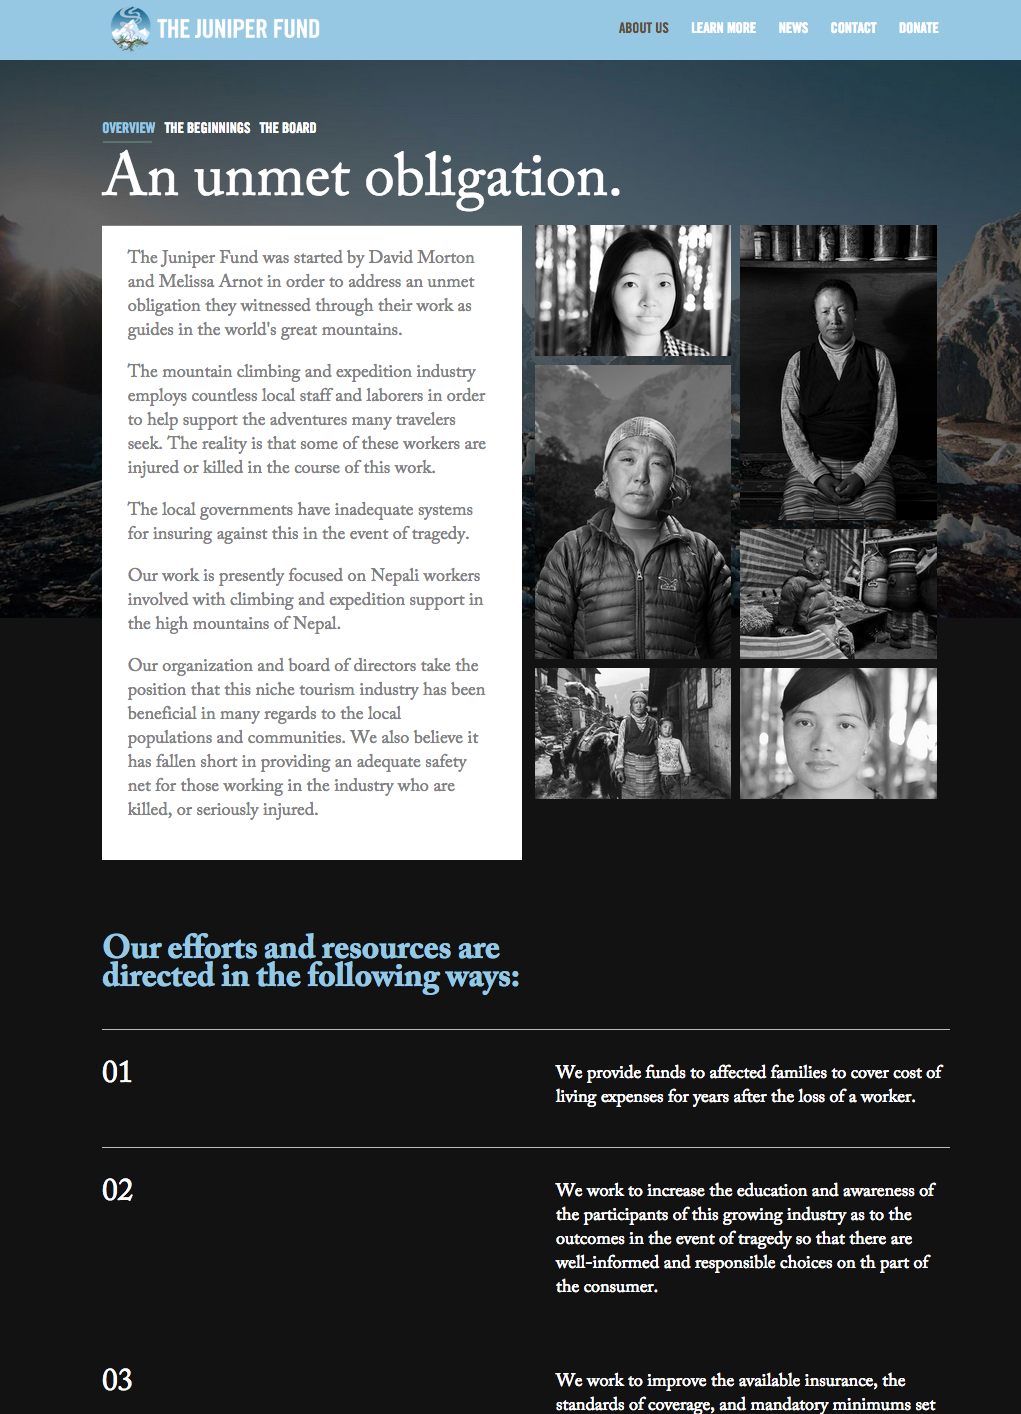 THE JUNIPER FUND
ABOUT US LEARN MORE NEWS CONTACT DONATE
OVERVIEW THE BEGINNINGS THE BOARD
An unmet obligation.
The Juniper Fund was started by David Morton
and Melissa Arnot in order to address an unmet
obligation they witnessed through their work as
guides in the world's great mountains.
The mountain climbing and expedition industry
employs countless local staff and laborers in order
to help support the adventures many travelers
seek. The reality is that some of these workers are
injured or killed in the course of this work.
The local governments have inadequate systems
for insuring against this in the event of tragedy.
Our work is presently focused on Nepali workers
involved with climbing and expedition support in
the high mountains of Nepal.
Our organization and board of directors take the
position that this niche tourism industry has been
beneficial in many regards to the local
populations and communities. We also believe it
has fallen short in providing an adequate safety
net for those working in the industry who are
killed, or seriously injured.
Our efforts and resources are
directed in the following ways:
01
We provide funds to affected families to cover cost of
living expenses for years after the loss of a worker.
02
We work to increase the education and awareness of
the participants of this growing industry as to the
outcomes in the event of tragedy so that there are
well-informed and responsible choices on th part of
the consumer.
03
We work to improve the available insurance, the
standards of coverage, and mandatory minimums set